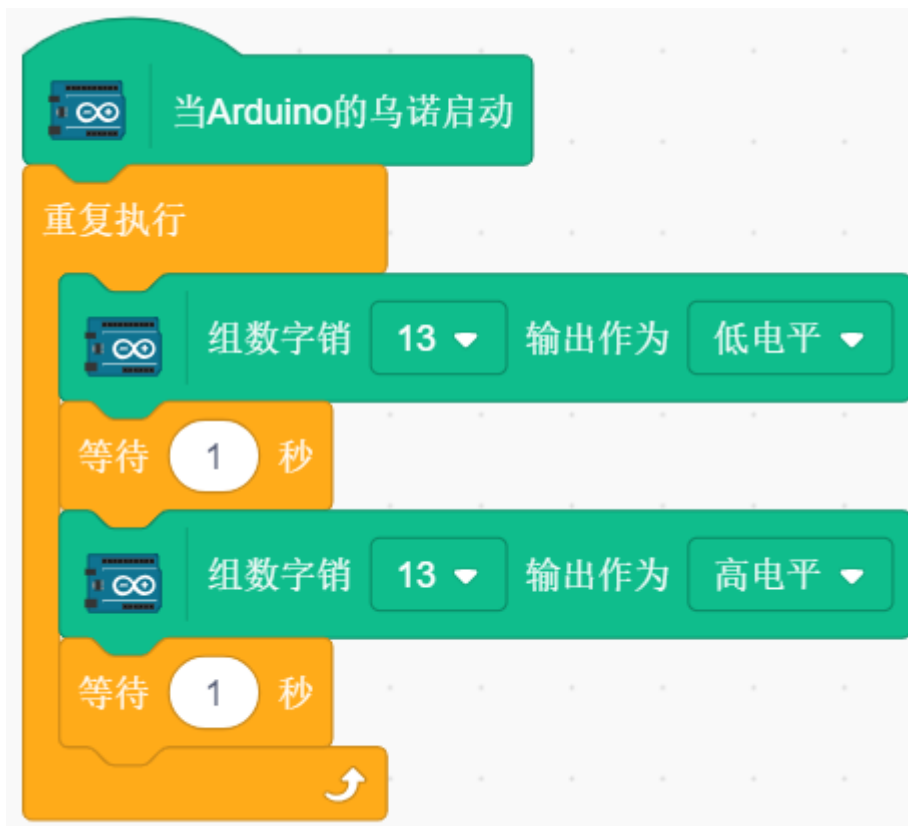 当Arduino的乌诺启动
重复执行
组数字销 13 输出作为 低电平
等待 1 秒
组数字销 13 输出作为 高电平
等待 1 秒